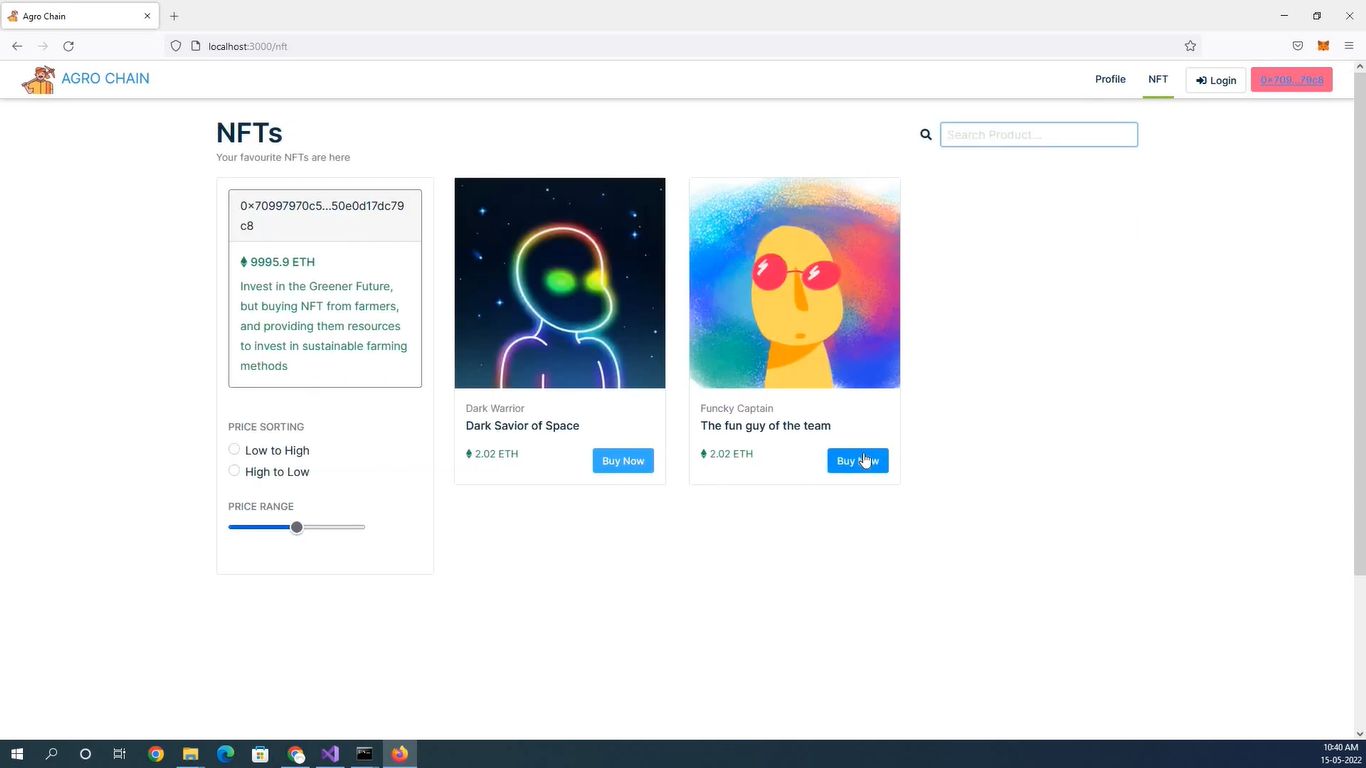 Agro Chain
localhost:3000/nft
AGRO CHAIN
Profile
NFT
Login
0x709...79c8
NFTs
Your favourite NFTs are here
Search Product...
0x70997970c5...50e0d17dc79
c8
9995.9 ETH
Invest in the Greener Future,
but buying NFT from farmers,
and providing them resources
to invest in sustainable farming
methods
PRICE SORTING
Low to High
High to Low
PRICE RANGE
Dark Warrior
Dark Savior of Space
2.02 ETH
Buy Now
Funcky Captain
The fun guy of the team
2.02 ETH
Buy Now
10:40 AM
15-05-2022